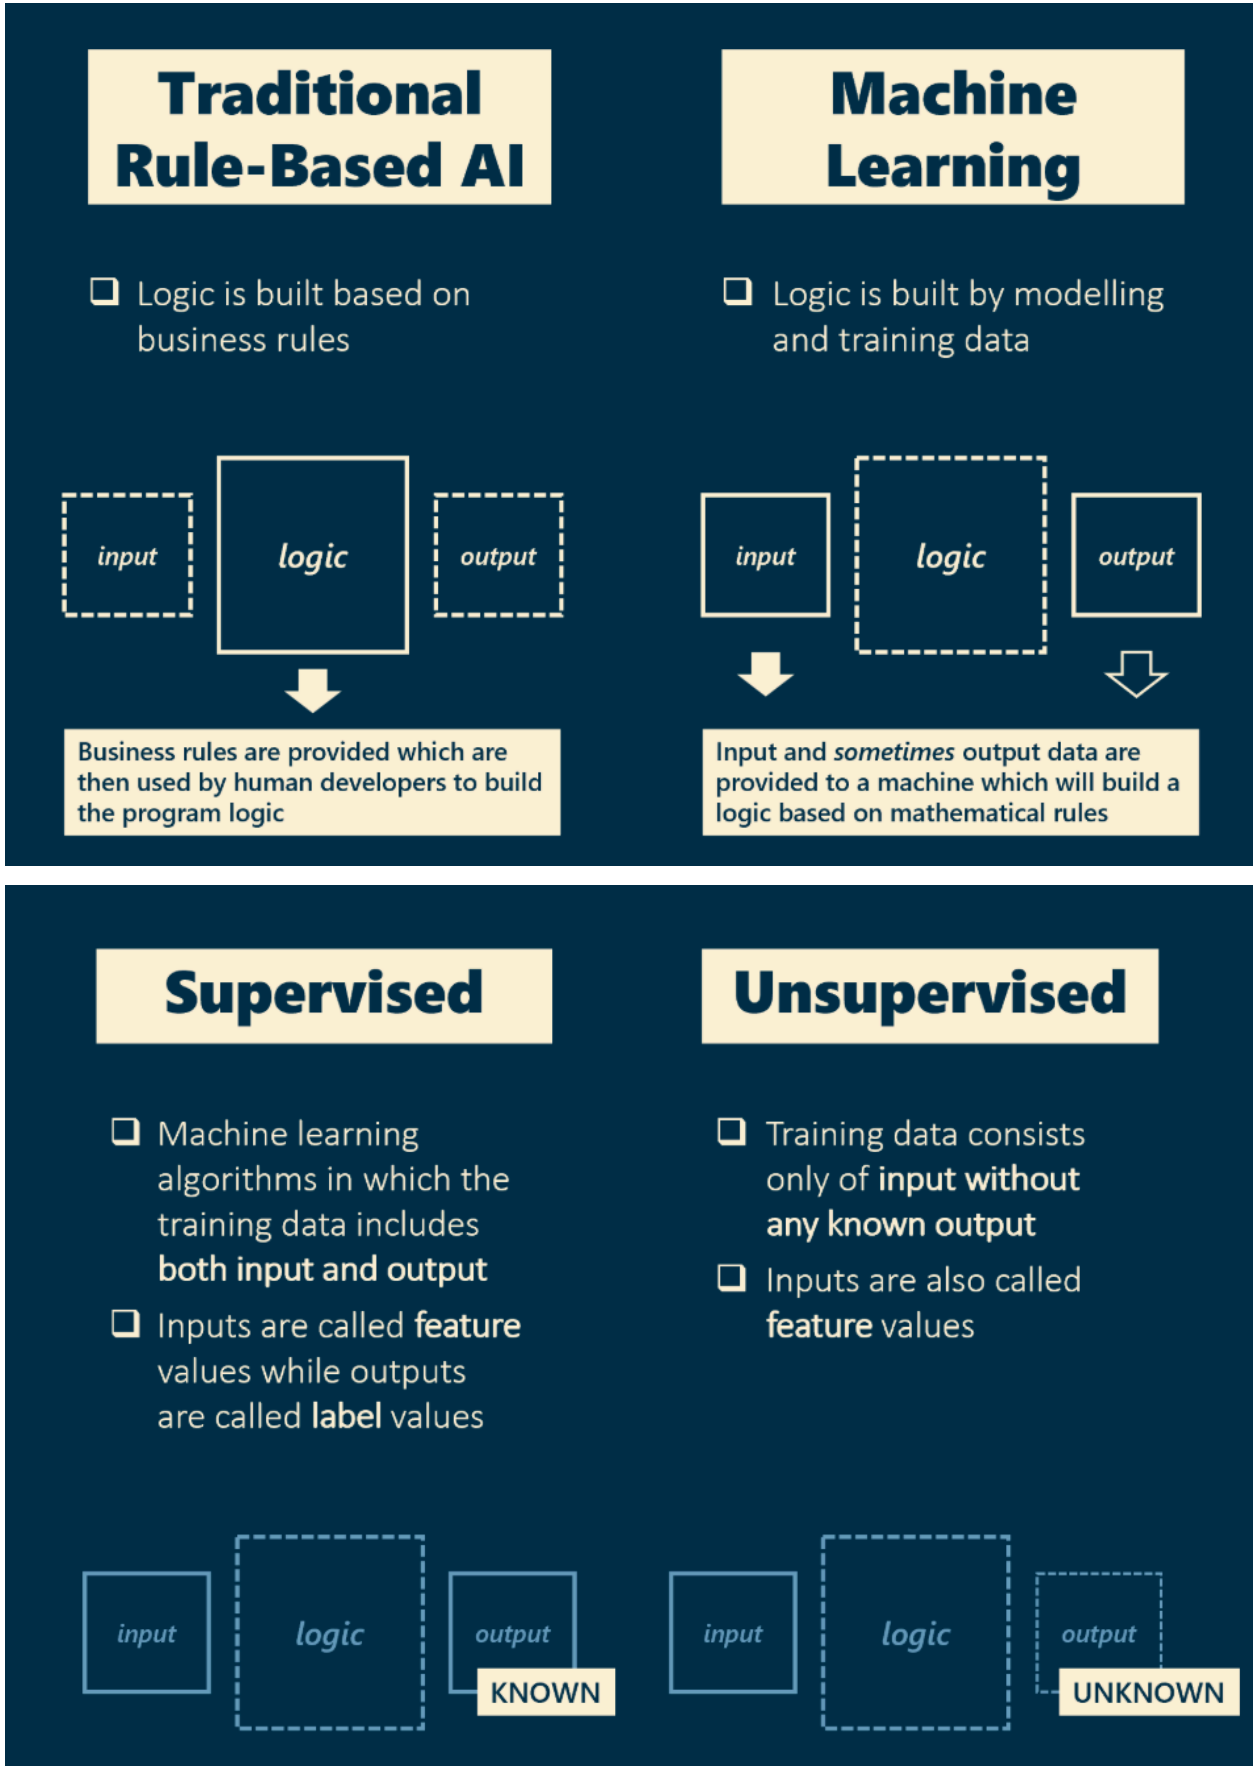 Traditional
Rule-Based AI
Logic is built based on
business rules
input
logic
output
Business rules are provided which are
then used by human developers to build
the program logic
Machine
Learning
Logic is built by modelling
and training data
input
logic
output
Input and sometimes output data are
provided to a machine which will build a
logic based on mathematical rules
Supervised
Machine learning
algorithms in which the
training data includes
both input and output
Inputs are called feature
values while outputs
are called label values
input
logic
output
KNOWN
Unsupervised
Training data consists
only of input without
any known output
Inputs are also called
feature values
input
logic
output
UNKNOWN